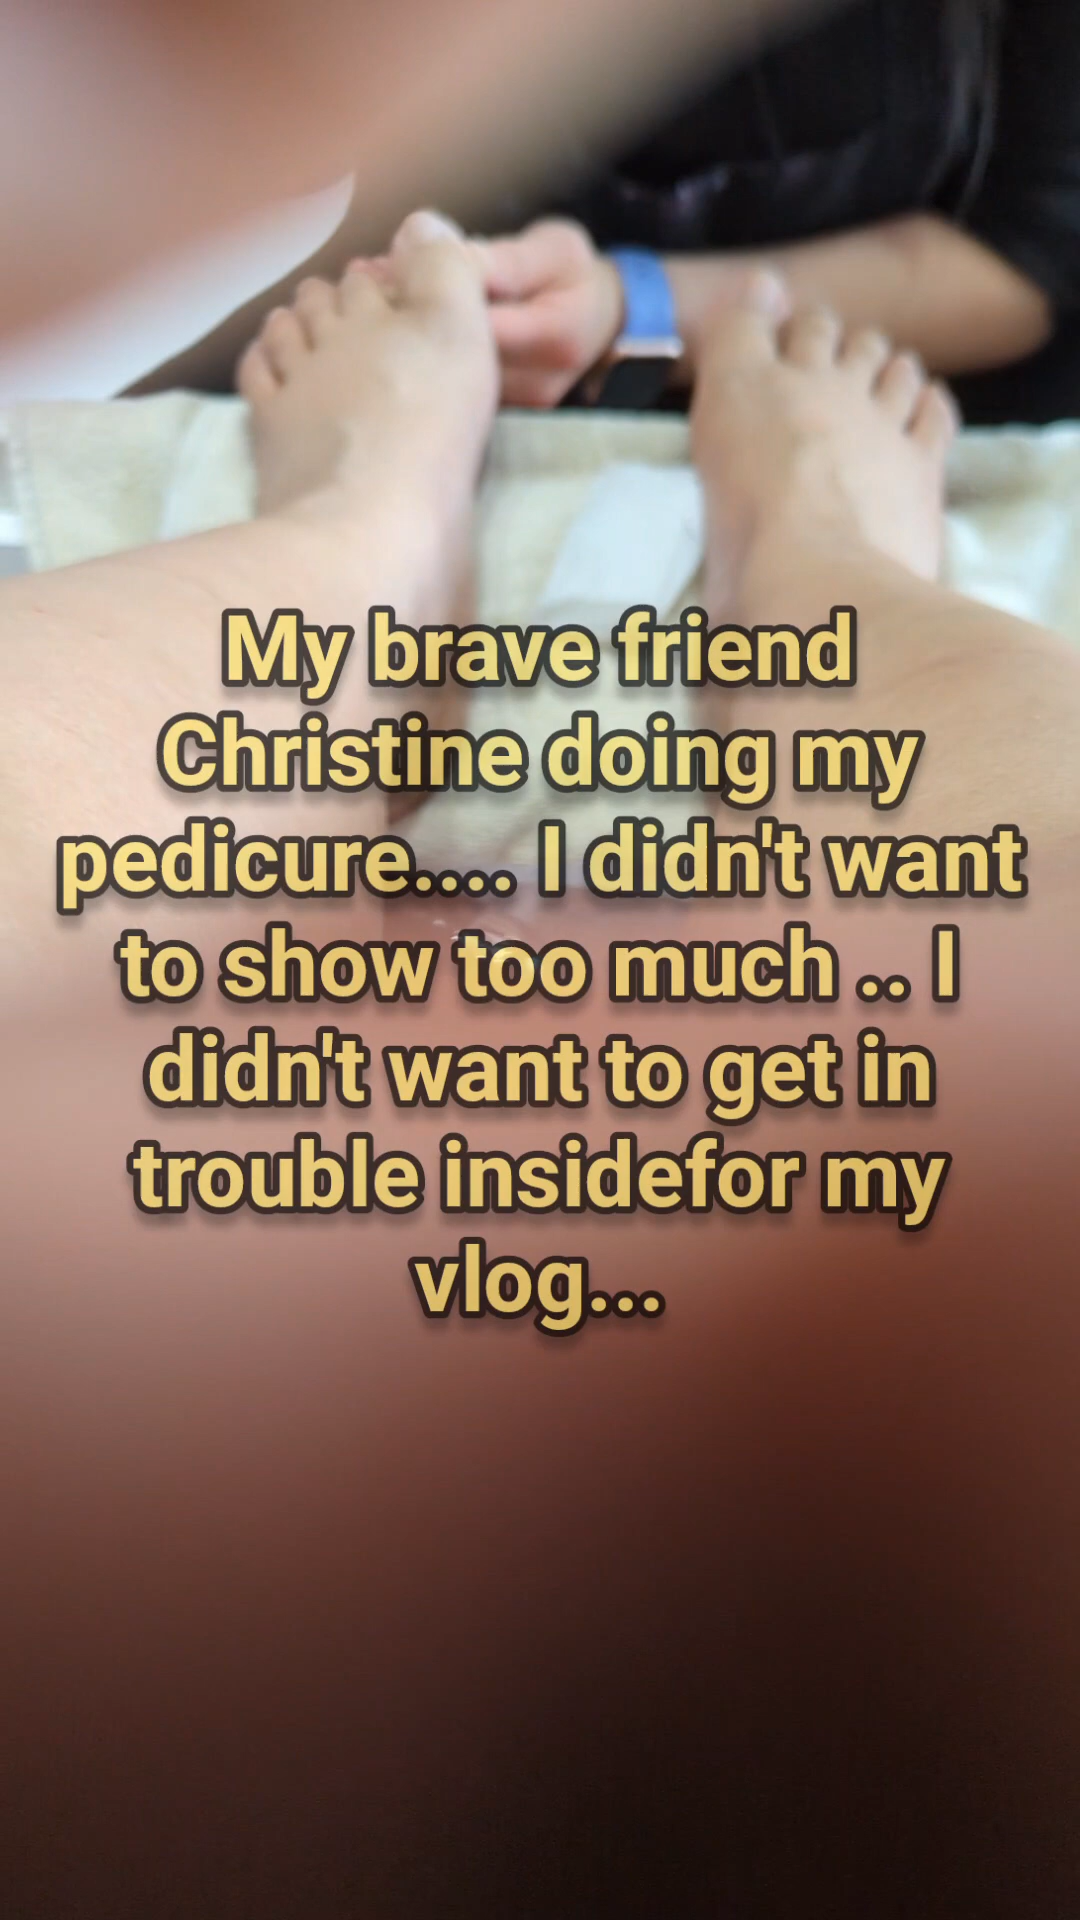 My brave friend
Christine doing my
pedicure.... I didn't want
to show too much .. I
didn't want to get in
trouble insidefor my
vlog...